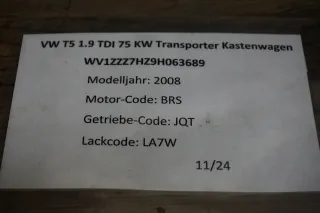 VW T5 1.9 TDI 75 KW Transporter Kastenwagen
WV1ZZZ7HZ9H063689
Modelljahr: 2008
Motor-Code: BRS
Getriebe-Code: JQT
Lackcode: LA7W
11/24